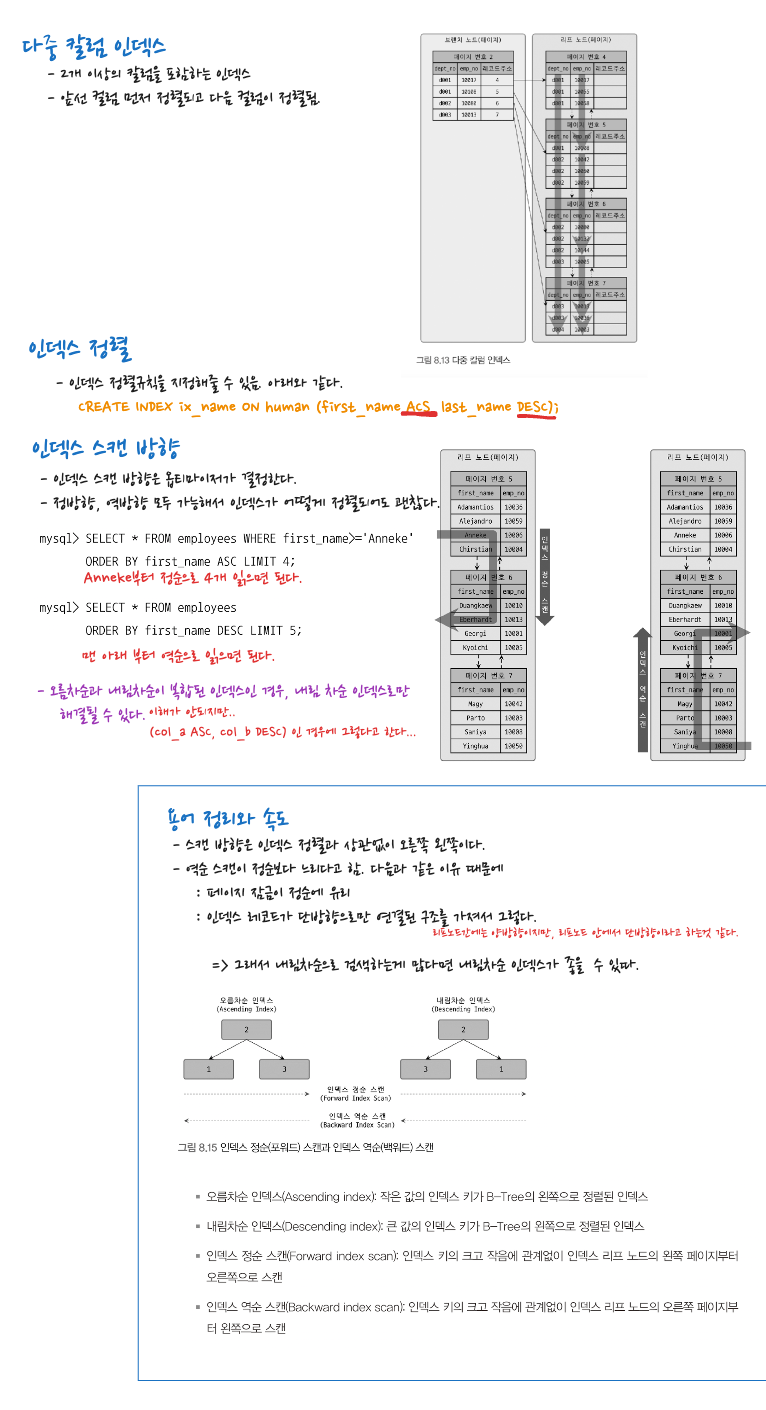 다중 칼럼 인덱스
- 2개 이상의 칼럼을 포함하는 인덱스
- 앞선 컬럼 먼저 정렬되고 다음 컬럼이 정렬됨.
브랜치 노드(페이지)
페이지 번호 2
dept_no emp_no 레코드주소
d001 10017 4
d001 10108 5
d002 10080 6
d003 10013 7
리프 노드(페이지)
페이지 번호 4
dept_no emp_no 레코드주소
d001 10017
d001 10055
d001 10058
페이지 번호 5
dept_no emp_no 레코드주소
d001 10108
d002 10042
d002 10050
d002 10059
페이지 번호 6
dept_no emp_no 레코드주소
d002 10080
d002 10132
d002 10144
d003 10005
페이지 번호 7
dept_no emp_no 레코드주소
d003 10013
d003
d004 10003
그림 8.13 다중 칼럼 인덱스
인덱스 정렬
- 인덱스 정렬규칙을 지정해줄 수 있음. 아래와 같다.
CREATE INDEX ix_name ON human (first_name ACS, last_name DESC);
인덱스 스캔 방향
- 인덱스 스캔 방향은 옵티마이저가 결정한다.
- 정방향, 역방향 모두 가능해서 인덱스가 어떻게 정렬되어도 괜찮다.
mysql> SELECT * FROM employees WHERE first_name>='Anneke'
ORDER BY first_name ASC LIMIT 4;
Anneke부터 정순으로 4개 읽으면 된다.
mysql> SELECT * FROM employees
ORDER BY first_name DESC LIMIT 5;
맨 아래 부터 역순으로 읽으면 된다.
- 오름차순과 내림차순이 복합된 인덱스인 경우, 내림 차순 인덱스로만
해결될 수 있다. 이해가 안되지만..
(col_a ASC, col_b DESC) 인 경우에 그렇다고 한다...
리프 노드(페이지)
페이지 번호 5
first_name emp_no
Adamantios 10036
Alejandro 10059
Anneke 10006
Chirstian 10004
페이지 번호 6
first_name emp_no
Duangkaew 10010
Eberhardt 10013
Georgi 10001
Kyoichi 10005
페이지 번호 7
first_name emp_no
Magy 10042
Parto 10003
Saniya 10008
Yinghua 10050
인덱스 정순 스캔
리프 노드(페이지)
페이지 번호 5
first_name emp_no
Adamantios 10036
Alejandro 10059
Anneke 10006
Chirstian 10004
페이지 번호 6
first_name emp_no
Duangkaew 10010
Eberhardt 10013
Georgi 10001
Kyoichi 10005
페이지 번호 7
first_name emp_no
Magy 10042
Parto 10003
Saniya 10008
Yinghua 10050
인덱스 역순 스캔
용어 정리와 속도
- 스캔 방향은 인덱스 정렬과 상관없이 오른쪽 왼쪽이다.
- 역순 스캔이 정순보다 느리다고 함. 다음과 같은 이유 때문에
: 페이지 잠금이 정순에 유리
: 인덱스 레코드가 단방향으로만 연결된 구조를 가져서 그렇다.
리프노드간에는 양방향이지만, 리프노드 안에서 단방향이라고 하는것 같다.
=> 그래서 내림차순으로 검색하는게 많다면 내림차순 인덱스가 좋을 수 있다.
오름차순 인덱스
(Ascending Index)
2
1 3
내림차순 인덱스
(Descending Index)
2
3 1
인덱스 정순 스캔
(Forward Index Scan)
인덱스 역순 스캔
(Backward Index Scan)
그림 8.15 인덱스 정순(포워드) 스캔과 인덱스 역순(백워드) 스캔
▪ 오름차순 인덱스(Ascending index): 작은 값의 인덱스 키가 B-Tree의 왼쪽으로 정렬된 인덱스
▪ 내림차순 인덱스(Descending index): 큰 값의 인덱스 키가 B-Tree의 왼쪽으로 정렬된 인덱스
▪ 인덱스 정순 스캔(Forward index scan): 인덱스 키의 크고 작음에 관계없이 인덱스 리프 노드의 왼쪽 페이지부터
오른쪽으로 스캔
▪ 인덱스 역순 스캔(Backward index scan): 인덱스 키의 크고 작음에 관계없이 인덱스 리프 노드의 오른쪽 페이지부
터 왼쪽으로 스캔